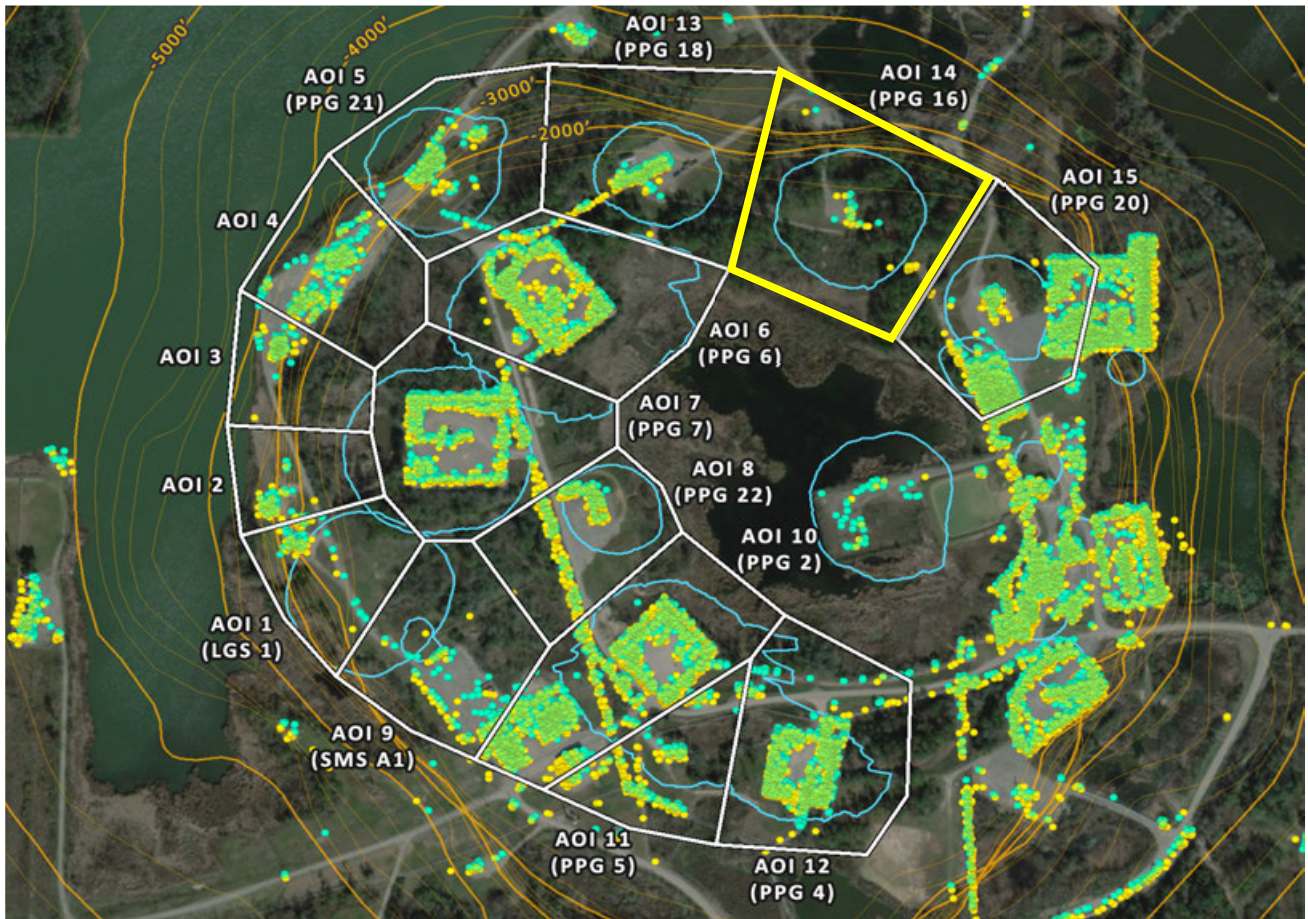 -5000'
-4000'
AOI 13
(PPG 18)
AOI 5
(PPG 21)
AOI 14
(PPG 16)
-3000'
-2000'
AOI 15
(PPG 20)
AOI 4
AOI 3
AOI 6
(PPG 6)
AOI 7
(PPG 7)
AOI 2
AOI 8
(PPG 22)
AOI 10
(PPG 2)
AOI 1
(LGS 1)
AOI 9
(SMS A1)
AOI 11
(PPG 5)
AOI 12
(PPG 4)